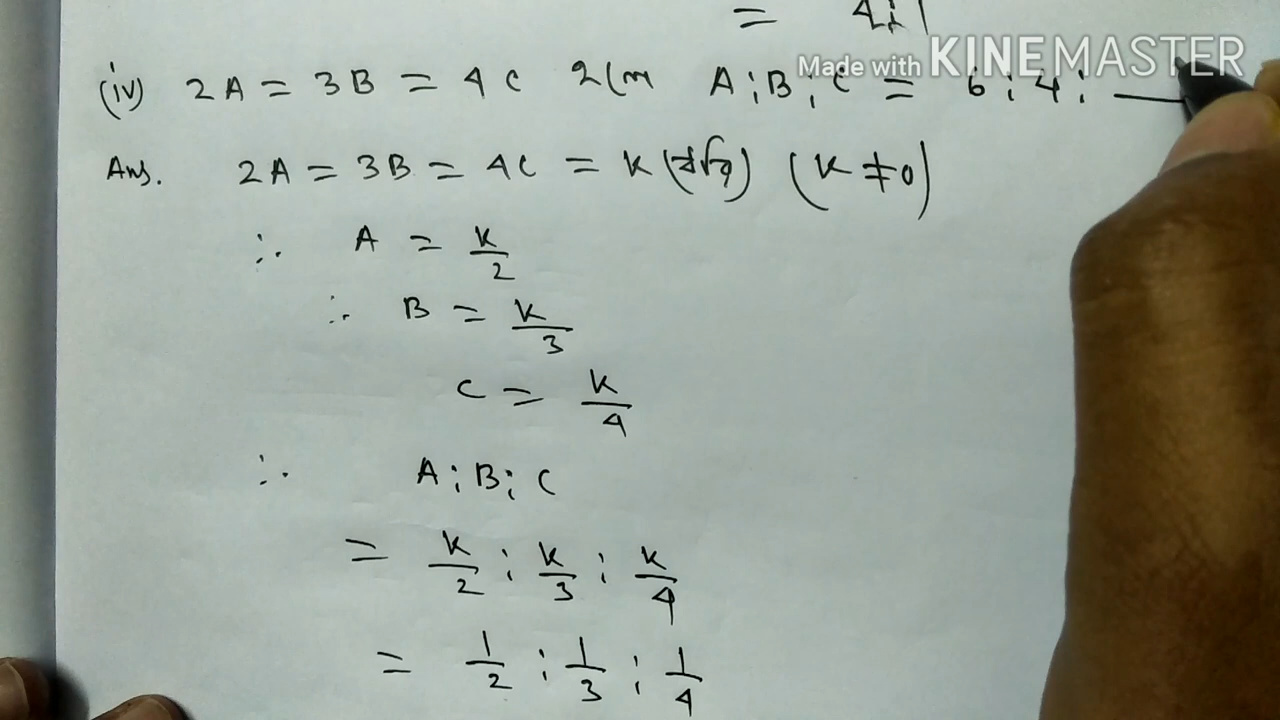 = 4:1
Made with KINEMASTER
(iv) 2A = 3B = 4C হলে A:B:C = 6:4: __
Ans. 2A = 3B = 4C = K (ধরি) (K ≠ 0)
∴ A = K/2
∴ B = K/3
C = K/4
∴ A:B:C
= K/2 : K/3 : K/4
= 1/2 : 1/3 : 1/4